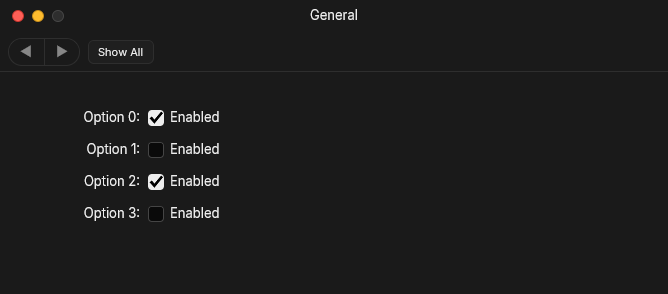 General
Show All
Option 0: Enabled
Option 1: Enabled
Option 2: Enabled
Option 3: Enabled